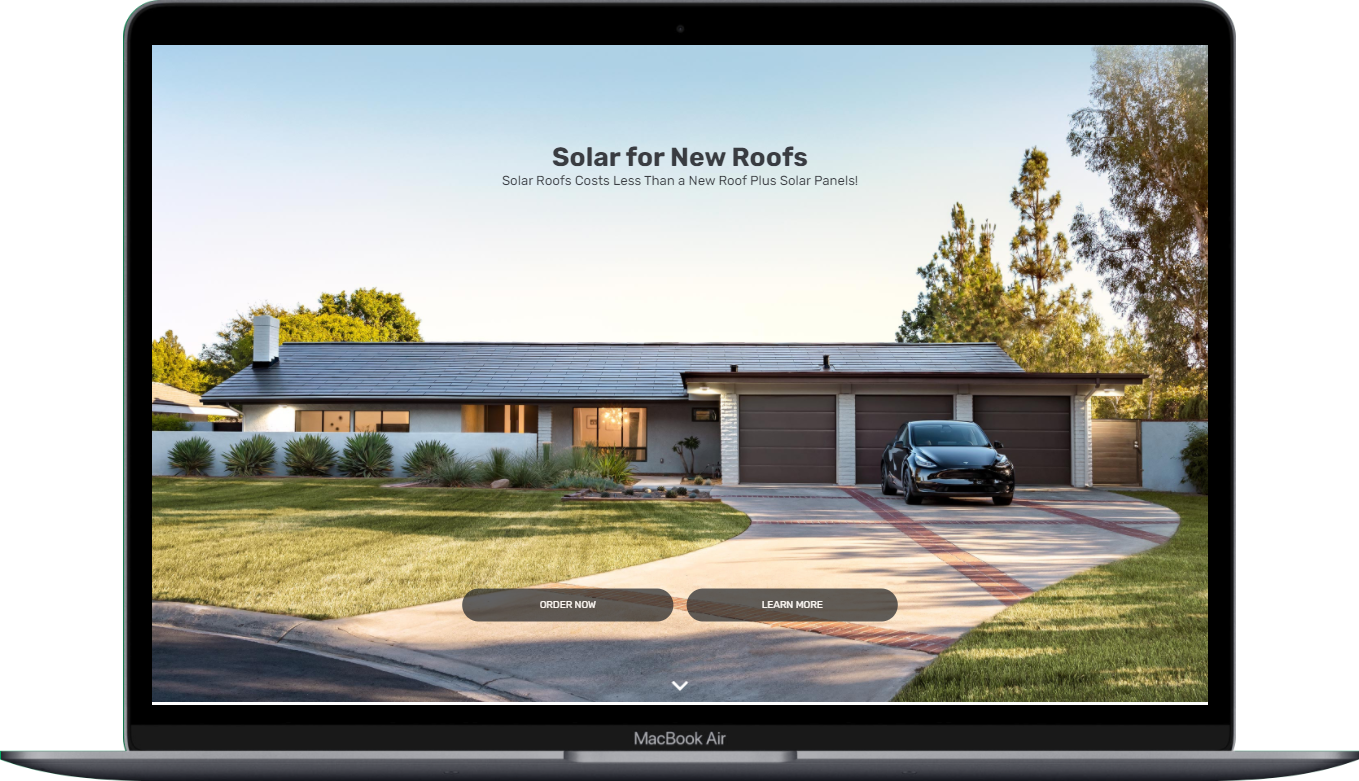 Solar for New Roofs
Solar Roofs Costs Less Than a New Roof Plus Solar Panels!
ORDER NOW
LEARN MORE
MacBook Air